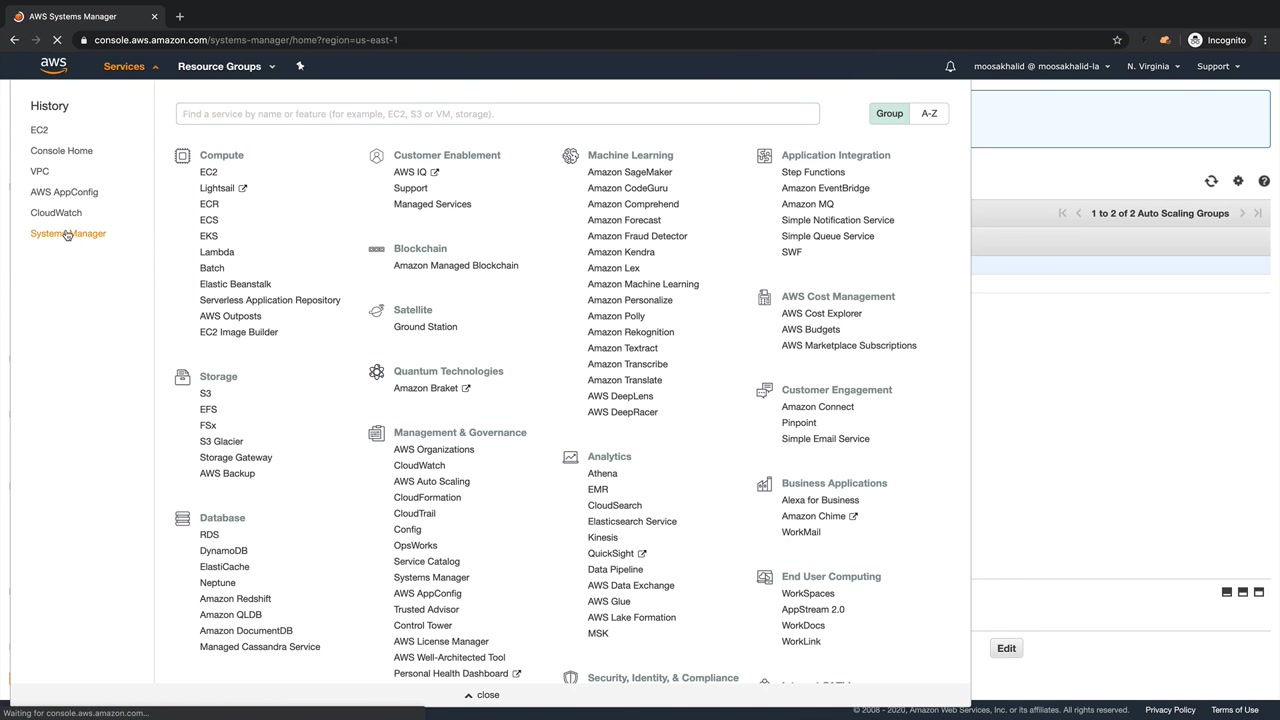 AWS Systems Manager
console.aws.amazon.com/systems-manager/home?region=us-east-1
Incognito
aws
Services
Resource Groups
moosakhalid @ moosakhalid-la
N. Virginia
Support
History
EC2
Console Home
VPC
AWS AppConfig
CloudWatch
Systems Manager
Find a service by name or feature (for example, EC2, S3 or VM, storage).
Group
A-Z
Compute
EC2
Lightsail
ECR
ECS
EKS
Lambda
Batch
Elastic Beanstalk
Serverless Application Repository
AWS Outposts
EC2 Image Builder
Storage
S3
EFS
FSx
S3 Glacier
Storage Gateway
AWS Backup
Database
RDS
DynamoDB
ElastiCache
Neptune
Amazon Redshift
Amazon QLDB
Amazon DocumentDB
Managed Cassandra Service
Customer Enablement
AWS IQ
Support
Managed Services
Blockchain
Amazon Managed Blockchain
Satellite
Ground Station
Quantum Technologies
Amazon Braket
Management & Governance
AWS Organizations
CloudWatch
AWS Auto Scaling
CloudFormation
CloudTrail
Config
OpsWorks
Service Catalog
Systems Manager
AWS AppConfig
Trusted Advisor
Control Tower
AWS License Manager
AWS Well-Architected Tool
Personal Health Dashboard
Machine Learning
Amazon SageMaker
Amazon CodeGuru
Amazon Comprehend
Amazon Forecast
Amazon Fraud Detector
Amazon Kendra
Amazon Lex
Amazon Machine Learning
Amazon Personalize
Amazon Polly
Amazon Rekognition
Amazon Textract
Amazon Transcribe
Amazon Translate
AWS DeepLens
AWS DeepRacer
Analytics
Athena
EMR
CloudSearch
Elasticsearch Service
Kinesis
QuickSight
Data Pipeline
AWS Data Exchange
AWS Glue
AWS Lake Formation
MSK
Security, Identity, & Compliance
Application Integration
Step Functions
Amazon EventBridge
Amazon MQ
Simple Notification Service
Simple Queue Service
SWF
AWS Cost Management
AWS Cost Explorer
AWS Budgets
AWS Marketplace Subscriptions
Customer Engagement
Amazon Connect
Pinpoint
Simple Email Service
Business Applications
Alexa for Business
Amazon Chime
WorkMail
End User Computing
WorkSpaces
AppStream 2.0
WorkDocs
WorkLink
1 to 2 of 2 Auto Scaling Groups
Edit
close
Waiting for console.aws.amazon.com...
© 2008 - 2020, Amazon Web Services, Inc. or its affiliates. All rights reserved.
Privacy Policy
Terms of Use